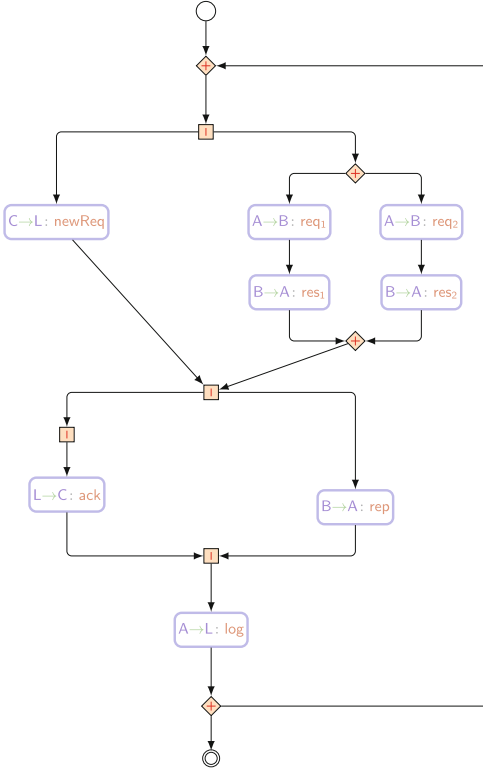 +
|
+
C→L: newReq
A→B: req₁
A→B: req₂
B→A: res₁
B→A: res₂
+
|
|
L→C: ack
B→A: rep
|
A→L: log
+